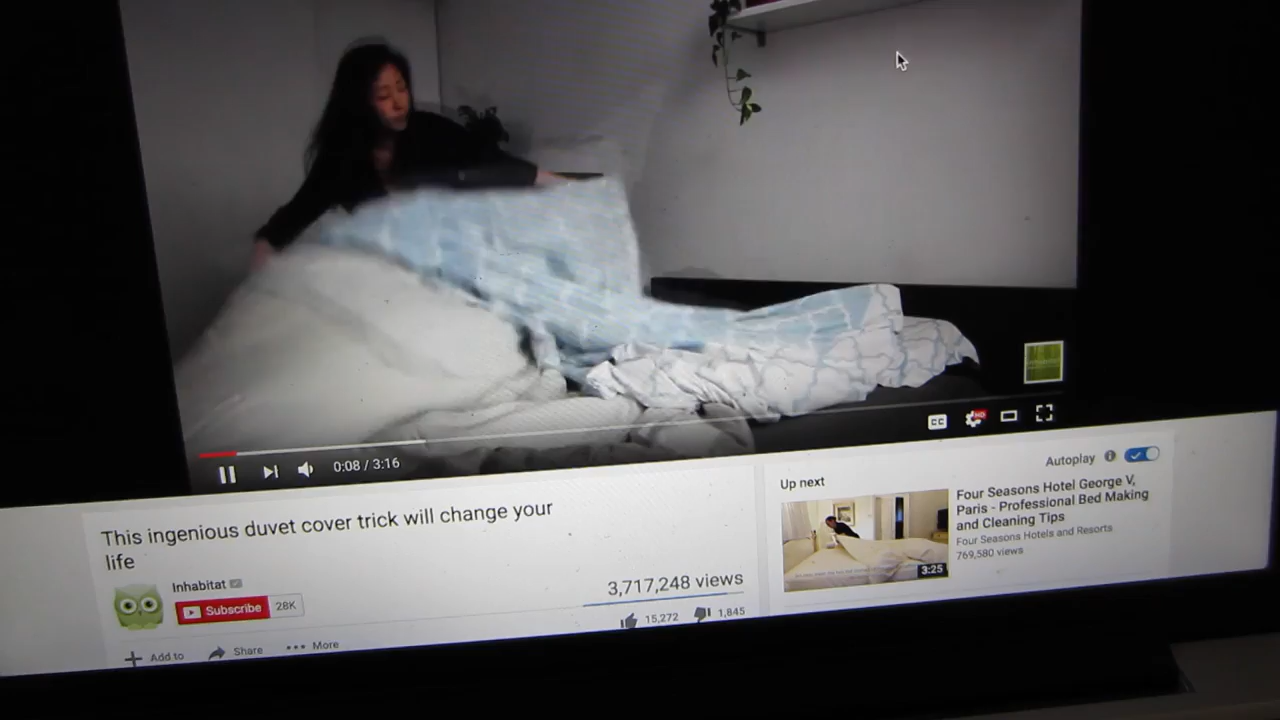 CC
HD
0:08 / 3:16
Autoplay
This ingenious duvet cover trick will change your
life
Inhabitat
Subscribe 28K
3,717,248 views
15,272 1,845
Add to Share More
Up next
3:25
Four Seasons Hotel George V,
Paris - Professional Bed Making
and Cleaning Tips
Four Seasons Hotels and Resorts
769,580 views